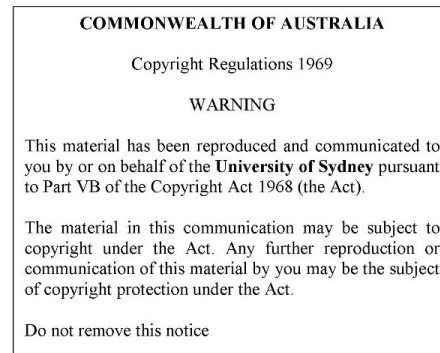 COMMONWEALTH OF AUSTRALIA
Copyright Regulations 1969
WARNING
This material has been reproduced and communicated to
you by or on behalf of the University of Sydney pursuant
to Part VB of the Copyright Act 1968 (the Act).
The material in this communication may be subject to
copyright under the Act. Any further reproduction or
communication of this material by you may be the subject
of copyright protection under the Act.
Do not remove this notice